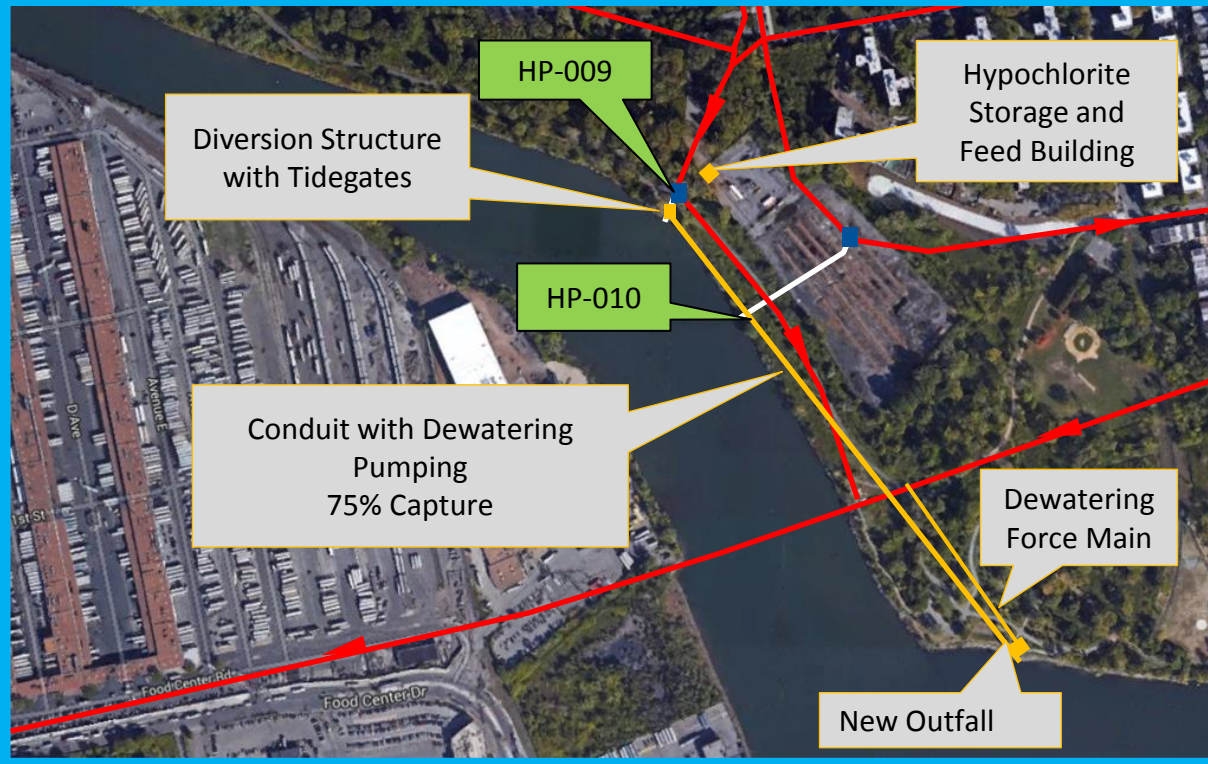 HP-009
Hypochlorite
Storage and
Feed Building
Diversion Structure
with Tidegates
HP-010
Conduit with Dewatering
Pumping
75% Capture
Dewatering
Force Main
New Outfall
D Ave
Avenue E
1st St
Food Center Rd
Food Center Dr